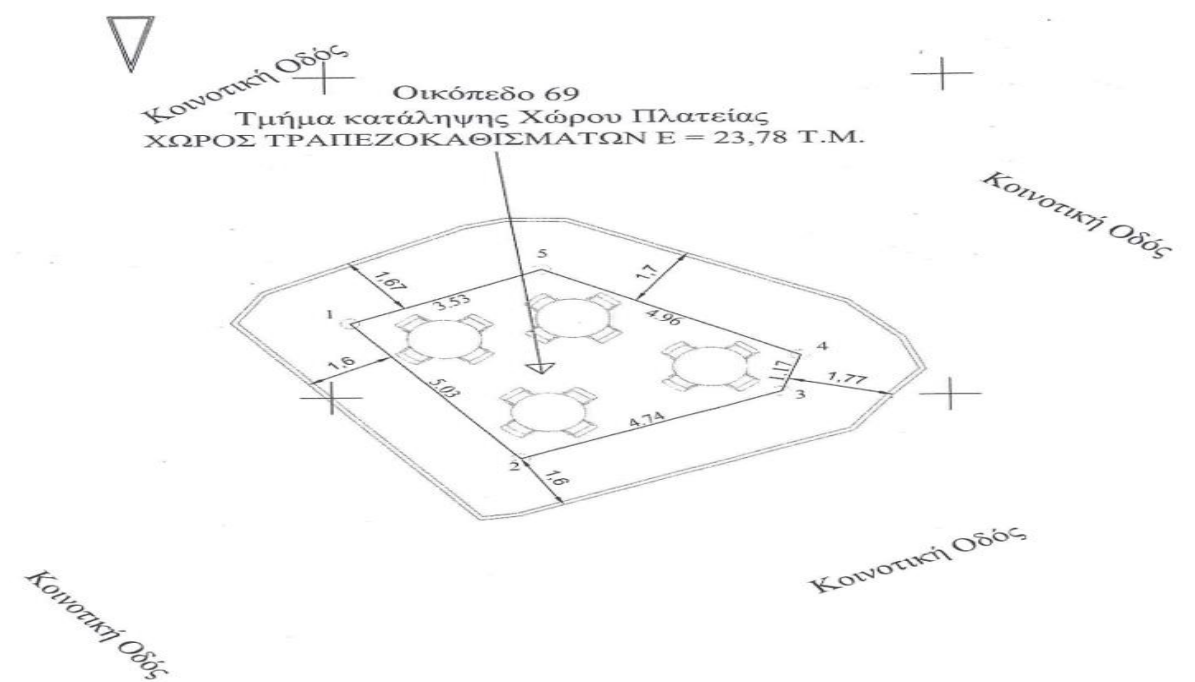 Κοινοτική Οδός
Οικόπεδο 69
Τμήμα κατάληψης Χώρου Πλατείας
ΧΩΡΟΣ ΤΡΑΠΕΖΟΚΑΘΙΣΜΑΤΩΝ Ε = 23,78 Τ.Μ.
Κοινοτική Οδός
5
1,67
1,7
3.53
1
4.96
4
1,6
5.03
1.17
1,77
3
4.74
2
1,6
Κοινοτική Οδός
Κοινοτική Οδός